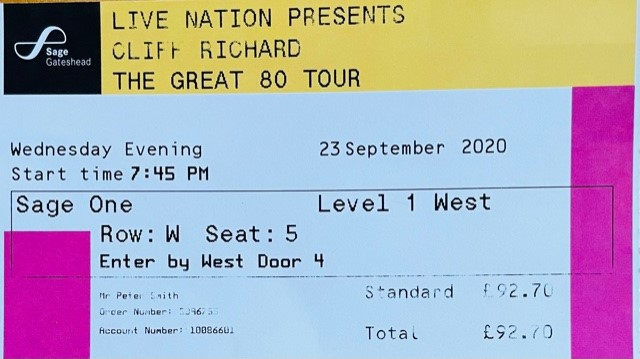 LIVE NATION PRESENTS
Sage
Gateshead
CLIFF RICHARD
THE GREAT 80 TOUR
Wednesday Evening 23 September 2020
Start time 7:45 PM
Sage One Level 1 West
Row: W Seat: 5
Enter by West Door 4
Mr Peter Smith Standard £92.70
Order Number:
Account Number: 10086601 Total £92.70